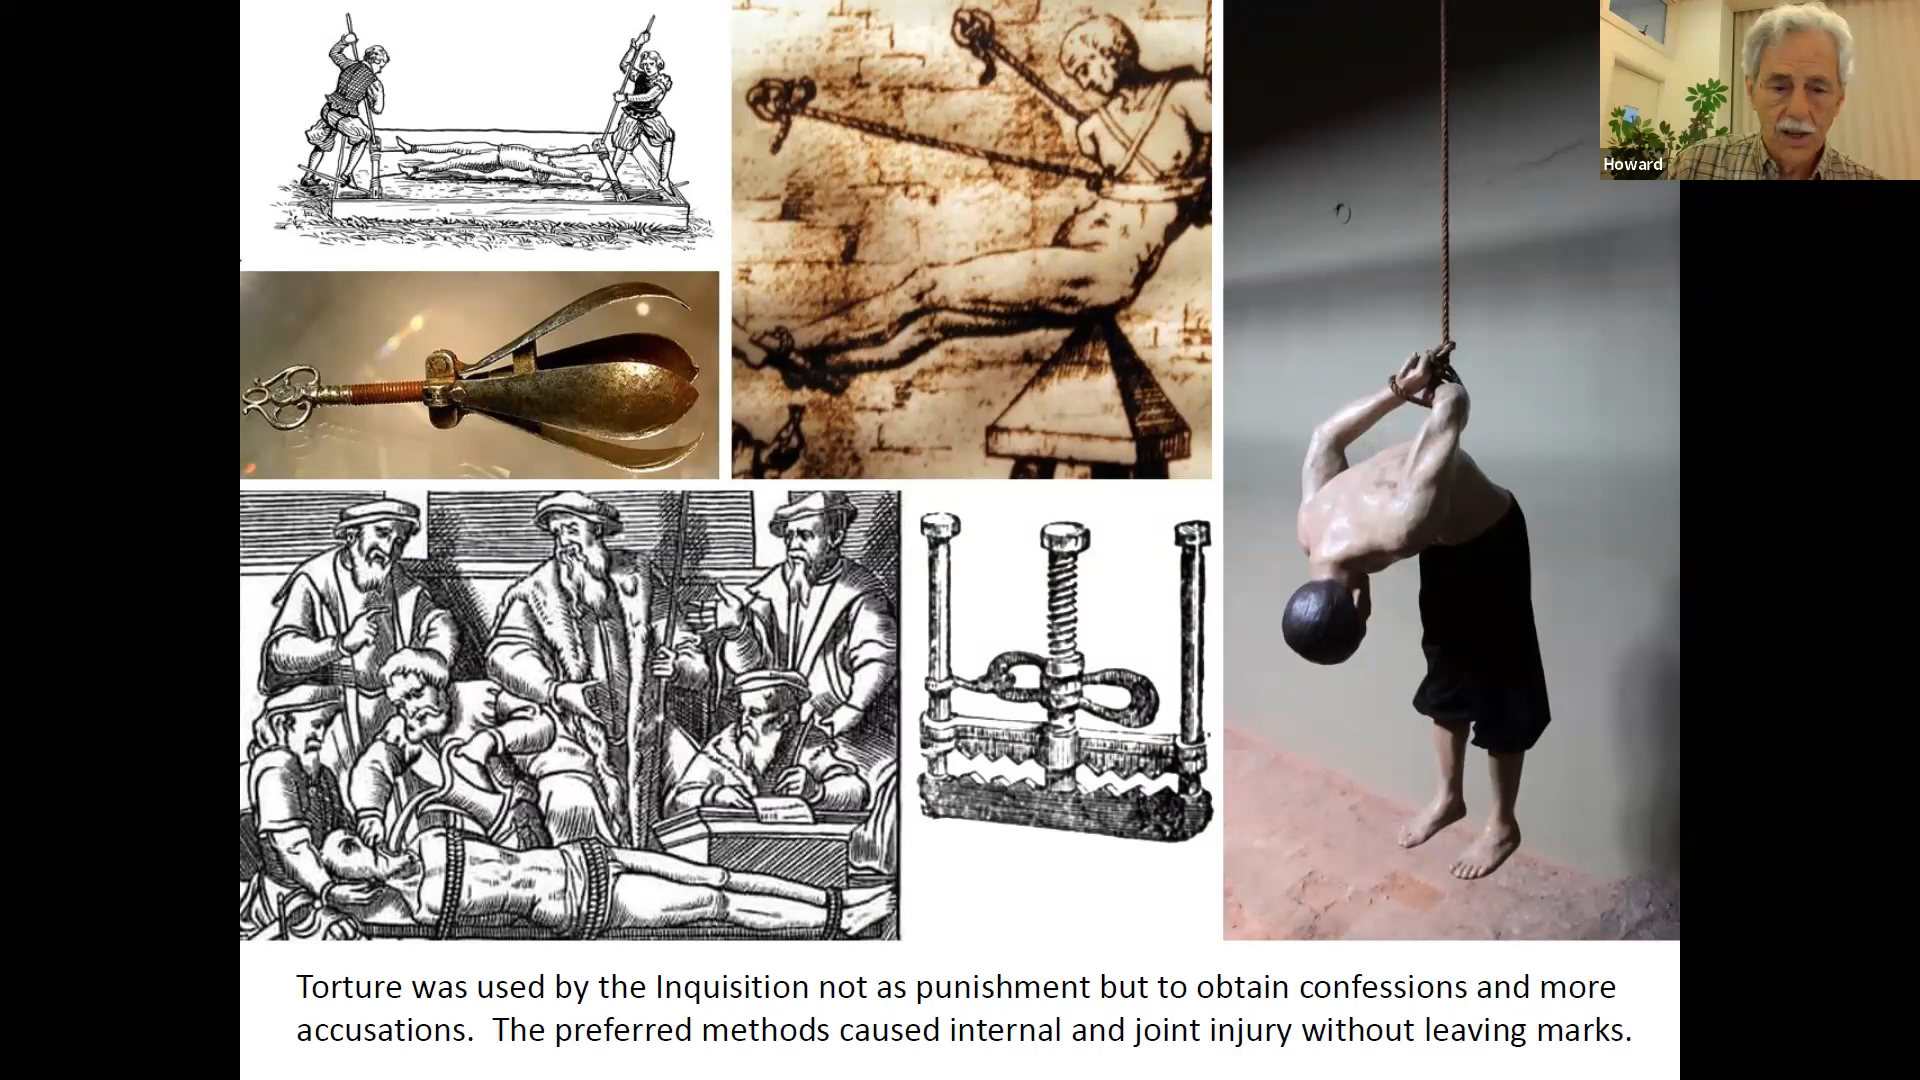 Howard
Torture was used by the Inquisition not as punishment but to obtain confessions and more
accusations.  The preferred methods caused internal and joint injury without leaving marks.